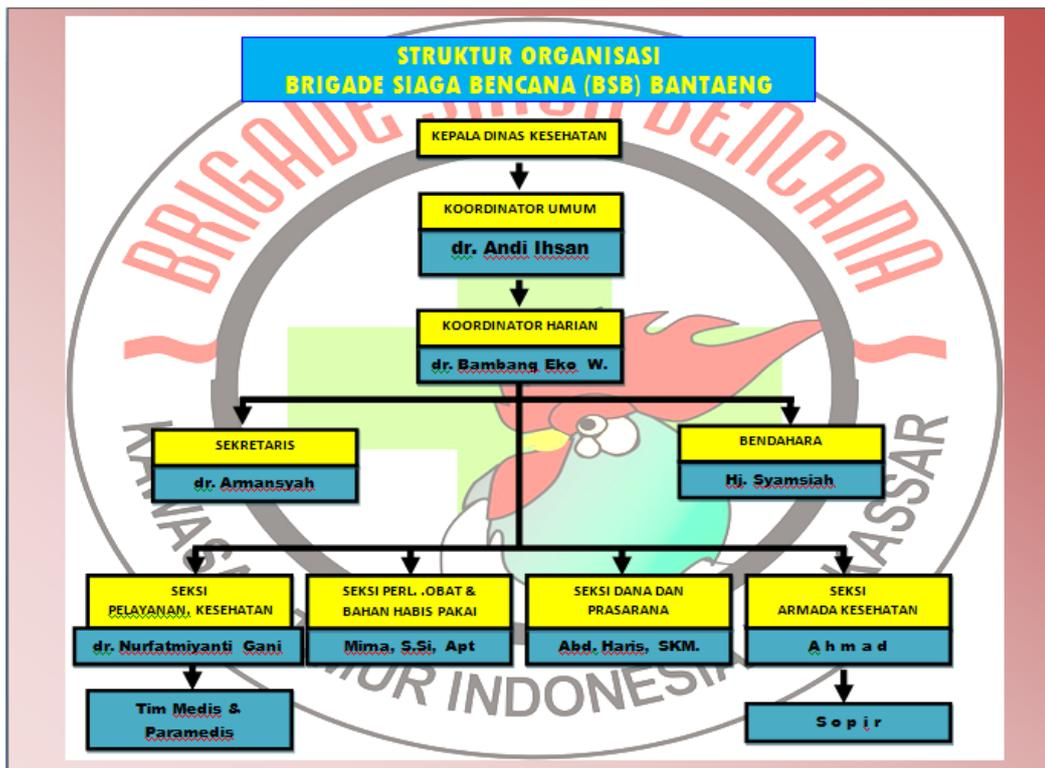 STRUKTUR ORGANISASI
BRIGADE SIAGA BENCANA (BSB) BANTAENG
BRIGADE SIAGA BENCANA
KEPALA DINAS KESEHATAN
KOORDINATOR UMUM
dr. Andi Ihsan
KOORDINATOR HARIAN
dr. Bambang Eko W.
SEKRETARIS
dr. Armansyah
BENDAHARA
Hj. Syamsiah
SEKSI
PELAYANAN, KESEHATAN
dr. Nurfatmiyanti Gani
Tim Medis &
Paramedis
SEKSI PERL. .OBAT &
BAHAN HABIS PAKAI
Mirna, S.Si, Apt
SEKSI DANA DAN
PRASARANA
Abd. Haris, SKM.
SEKSI
ARMADA KESEHATAN
A h m a d
S o p i r
INDONESIA